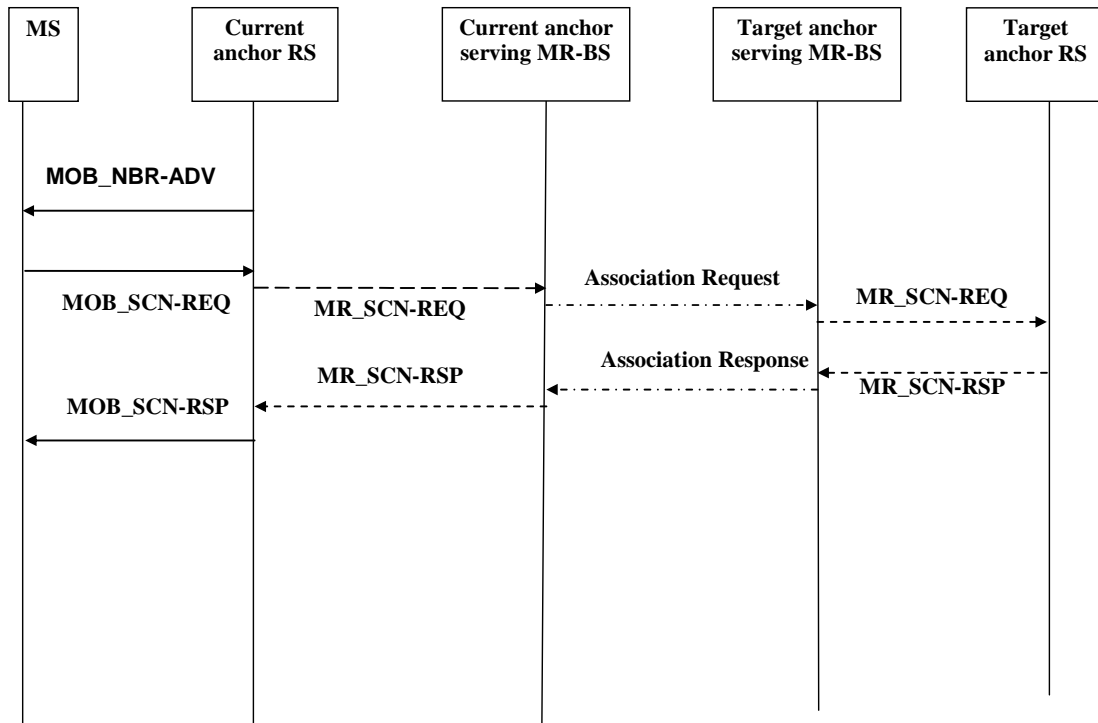 MS
Current
anchor RS
Current anchor
serving MR-BS
Target anchor
serving MR-BS
Target
anchor RS
MOB_NBR-ADV
MOB_SCN-REQ
MR_SCN-REQ
Association Request
MR_SCN-REQ
Association Response
MR_SCN-RSP
MR_SCN-RSP
MOB_SCN-RSP